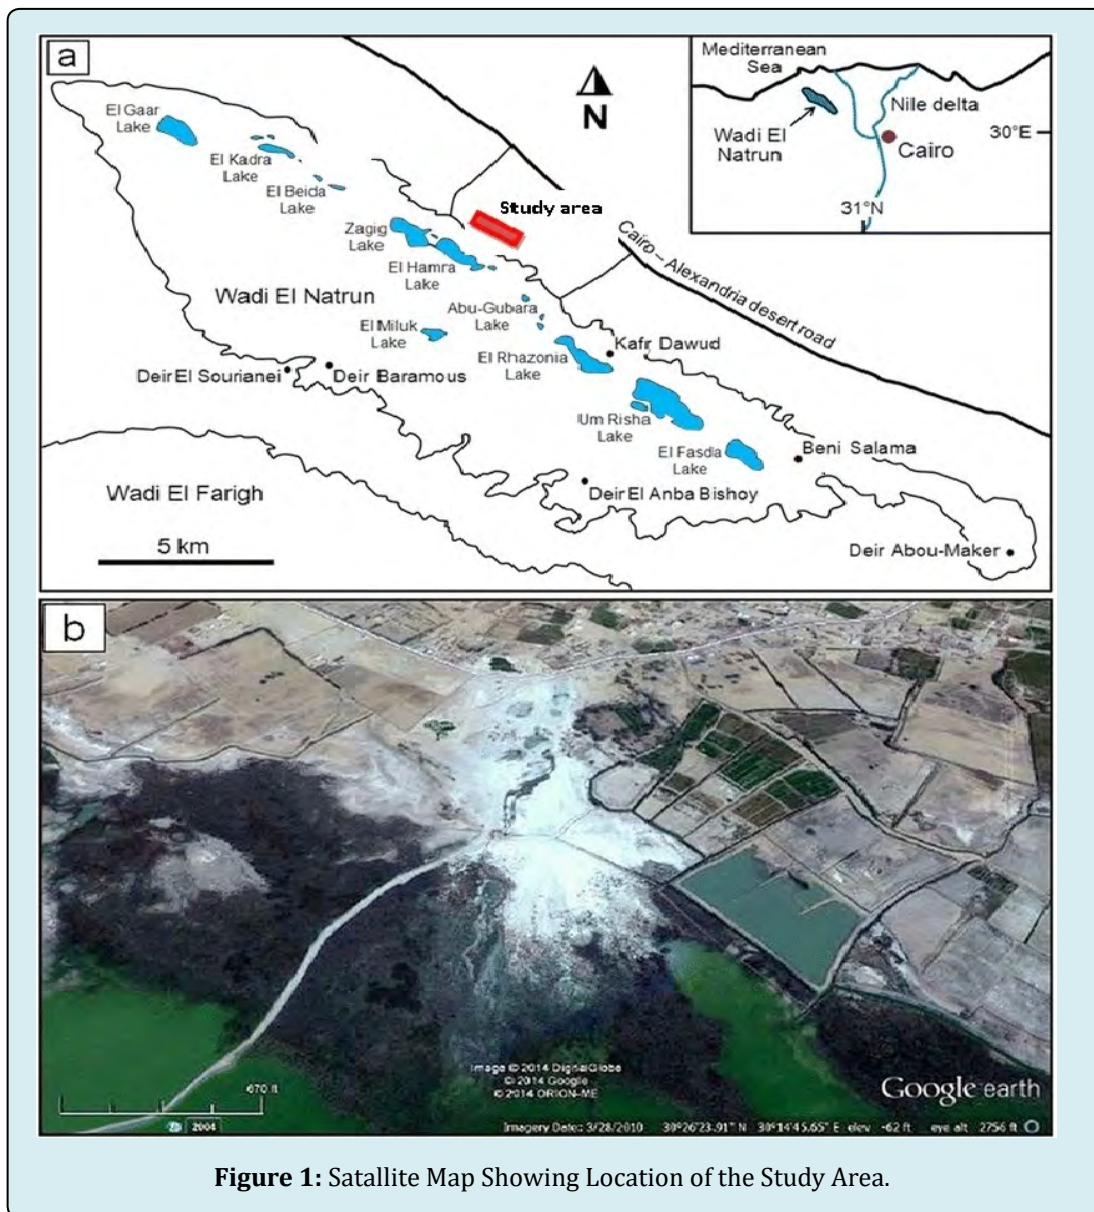 a
Mediterranean
Sea
Nile delta
30°E
Wadi El
Natrun
Cairo
31°N
N
El Gaar
Lake
El Kadra
Lake
El Beida
Lake
Study area
Zagig
Lake
El Hamra
Lake
Cairo – Alexandria desert road
Wadi El Natrun
Abu-Gubara
Lake
El Miluk
Lake
Kafr Dawud
El Rhazonia
Lake
Deir El Sourianei
Deir Baramous
Um Risha
Lake
El Fasda
Lake
Beni Salama
Wadi El Farigh
Deir El Anba Bishoy
5 km
Deir Abou-Maker
b
Image © 2014 DigitalGlobe
© 2014 Google
© 2014 ORION-ME
Google earth
670 ft
2004
Imagery Date: 3/28/2010 30°26'23.91" N 30°14'45.65" E elev -62 ft eye alt 2756 ft
Figure 1: Satallite Map Showing Location of the Study Area.